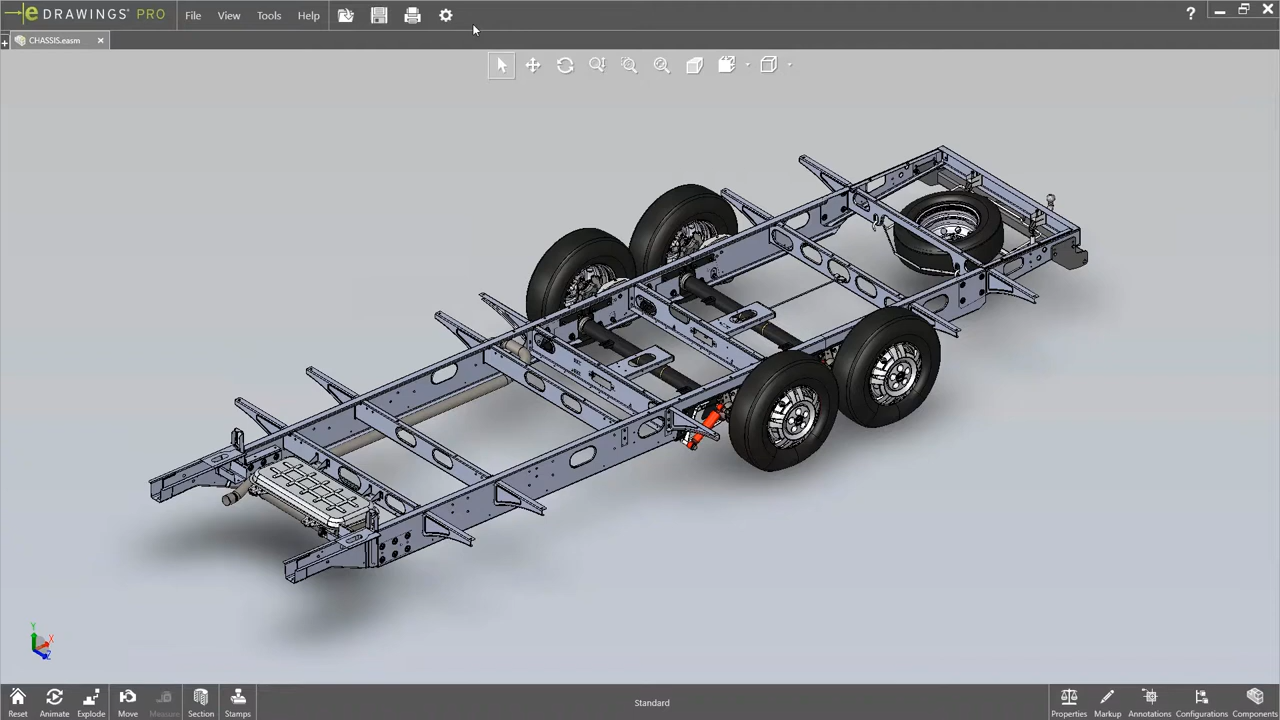 eDRAWINGS® PRO File View Tools Help ?
CHASSIS.easm
Y
X
Z
Reset Animate Explode Move Measure Section Stamps Standard Properties Markup Annotations Configurations Components